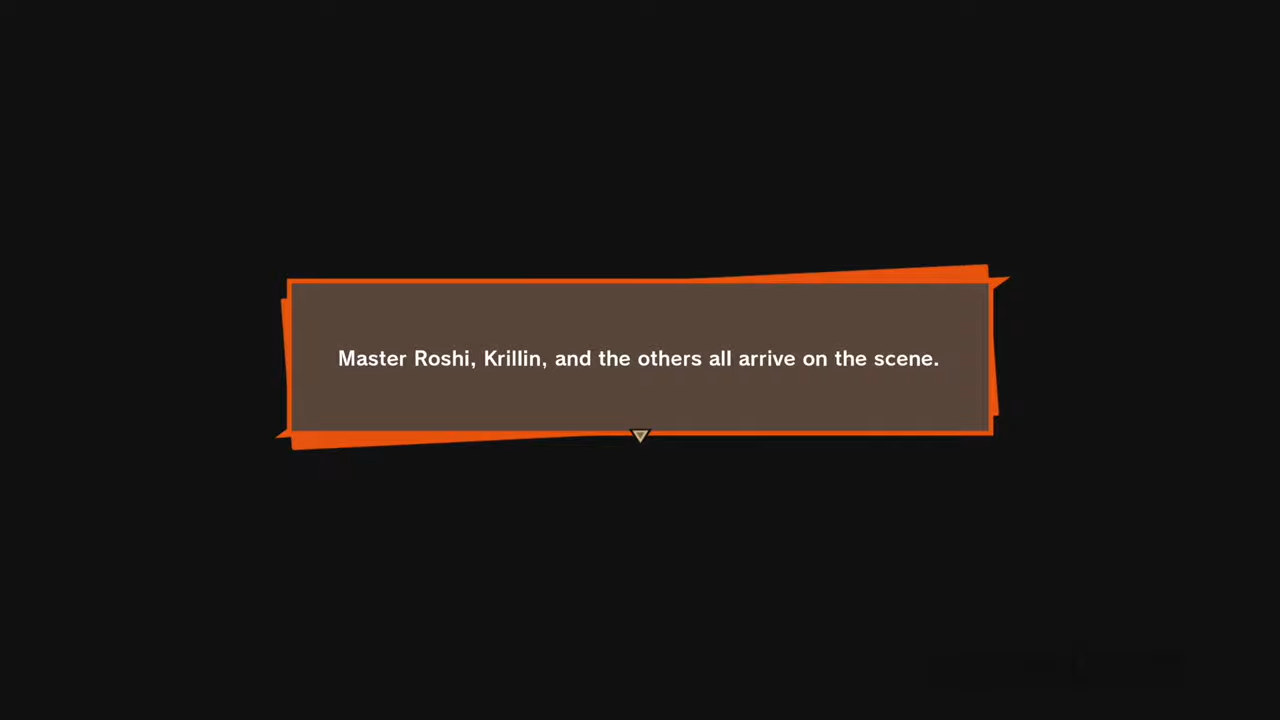 Master Roshi, Krillin, and the others all arrive on the scene.